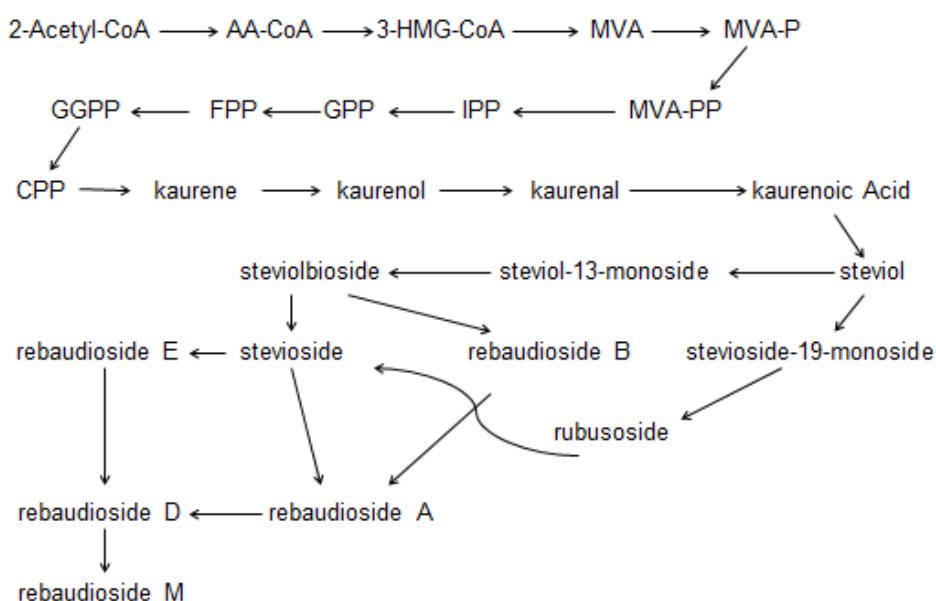 2-Acetyl-CoA AA-CoA 3-HMG-CoA MVA MVA-P
GGPP FPP GPP IPP MVA-PP
CPP kaurene kaurenol kaurenal kaurenoic Acid
steviolbioside steviol-13-monoside steviol
rebaudioside E stevioside rebaudioside B stevioside-19-monoside
rubusoside
rebaudioside D rebaudioside A
rebaudioside M